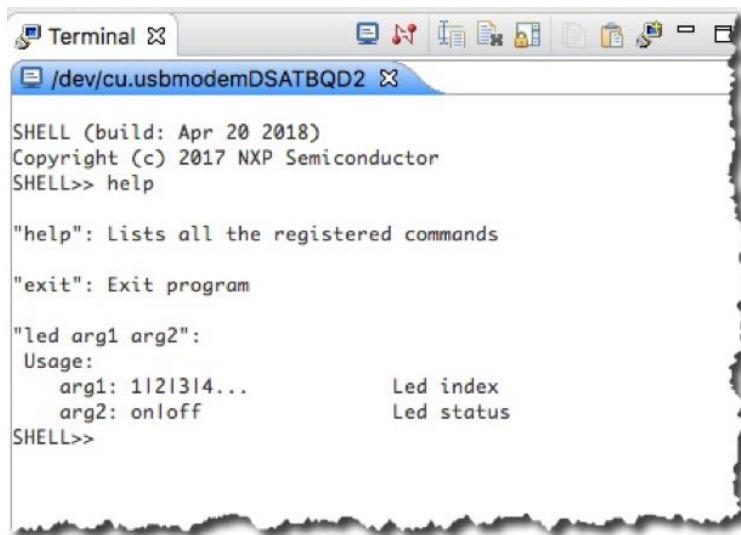 Terminal
/dev/cu.usbmodemDSATBQD2
SHELL (build: Apr 20 2018)
Copyright (c) 2017 NXP Semiconductor
SHELL>> help
"help": Lists all the registered commands
"exit": Exit program
"led arg1 arg2":
Usage:
arg1: 1|2|3|4... Led index
arg2: on|off Led status
SHELL>>